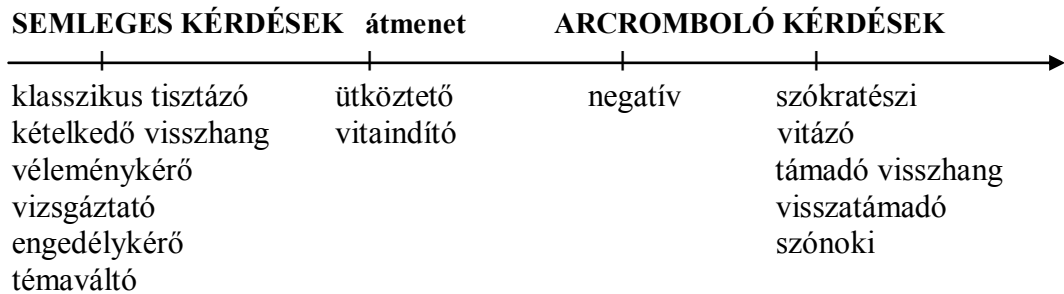 SEMLEGES KÉRDÉSEK átmenet ARCROMBOLÓ KÉRDÉSEK
klasszikus tisztázó ütköztető negatív szókratészi
kételkedő visszhang vitaindító vitázó
véleménykérő támadó visszhang
vizsgáztató visszatámadó
engedélykérő szónoki
témaváltó